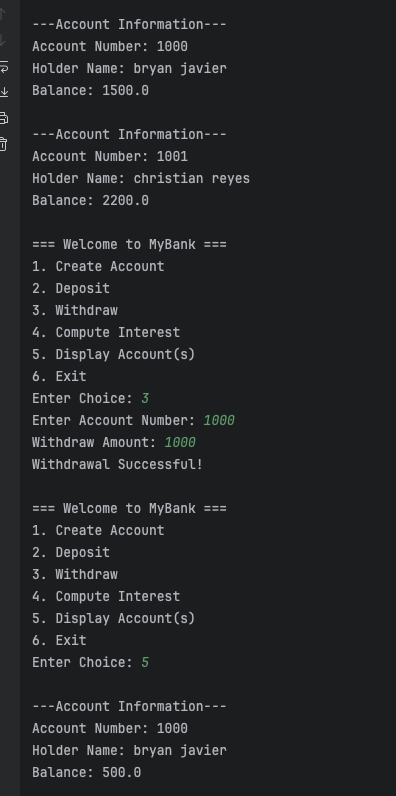 ---Account Information---
Account Number: 1000
Holder Name: bryan javier
Balance: 1500.0
---Account Information---
Account Number: 1001
Holder Name: christian reyes
Balance: 2200.0
=== Welcome to MyBank ===
1. Create Account
2. Deposit
3. Withdraw
4. Compute Interest
5. Display Account(s)
6. Exit
Enter Choice: 3
Enter Account Number: 1000
Withdraw Amount: 1000
Withdrawal Successful!
=== Welcome to MyBank ===
1. Create Account
2. Deposit
3. Withdraw
4. Compute Interest
5. Display Account(s)
6. Exit
Enter Choice: 5
---Account Information---
Account Number: 1000
Holder Name: bryan javier
Balance: 500.0